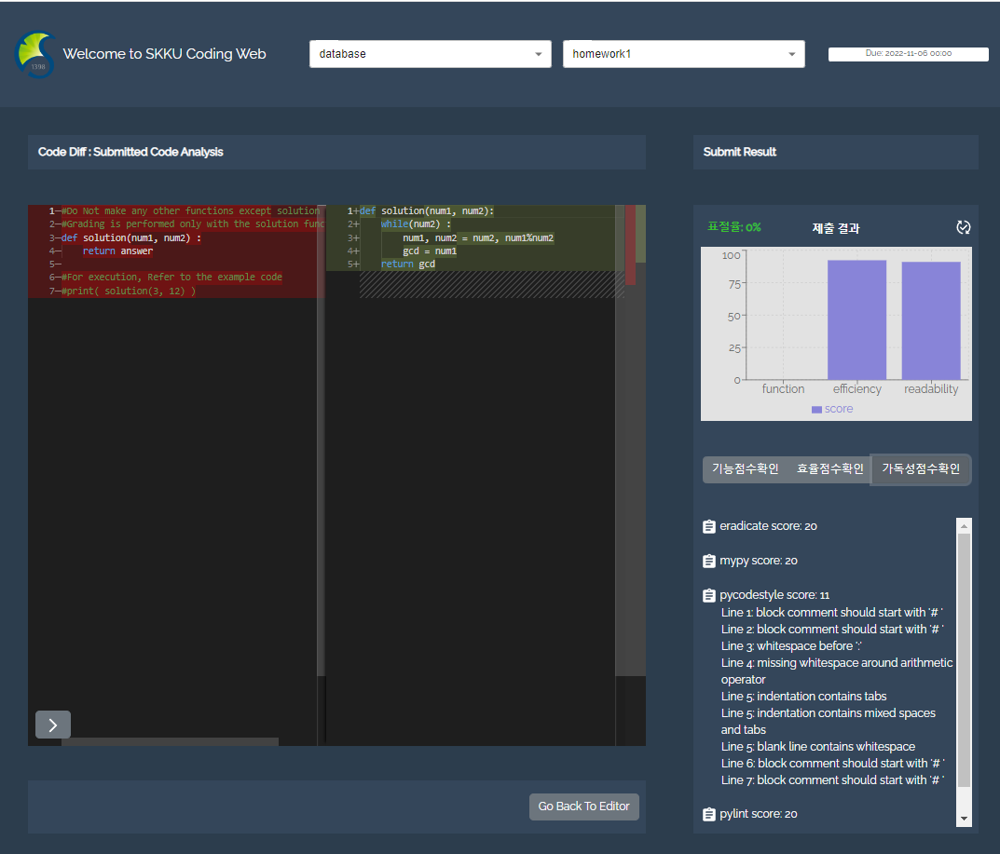 1398
Welcome to SKKU Coding Web
database
homework1
Due: 2022-11-06 00:00
Code Diff : Submitted Code Analysis
Submit Result
1—#Do Not make any other functions except solution
2—#Grading is performed only with the solution func
3—def solution(num1, num2) :
4—    return answer
5—
6—#For execution, Refer to the example code
7—#print( solution(3, 12) )
1+def solution(num1, num2):
2+    while(num2) :
3+        num1, num2 = num2, num1%num2
4+        gcd = num1
5+    return gcd
표절율: 0%
제출 결과
100
75
50
25
0
function efficiency readability
score
기능점수확인 효율점수확인 가독성점수확인
eradicate score: 20
mypy score: 20
pycodestyle score: 11
Line 1: block comment should start with '# '
Line 2: block comment should start with '# '
Line 3: whitespace before ':'
Line 4: missing whitespace around arithmetic
operator
Line 5: indentation contains tabs
Line 5: indentation contains mixed spaces
and tabs
Line 5: blank line contains whitespace
Line 6: block comment should start with '# '
Line 7: block comment should start with '# '
pylint score: 20
Go Back To Editor